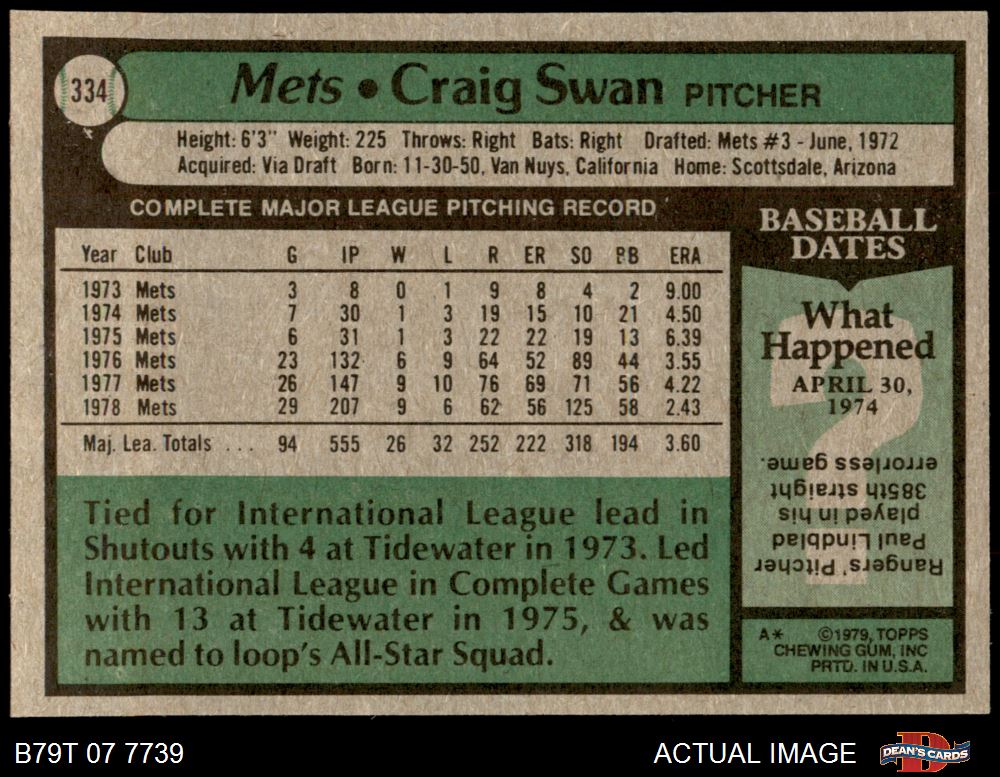 334
Mets • Craig Swan PITCHER
Height: 6'3" Weight: 225 Throws: Right Bats: Right Drafted: Mets #3 - June, 1972
Acquired: Via Draft Born: 11-30-50, Van Nuys, California Home: Scottsdale, Arizona
COMPLETE MAJOR LEAGUE PITCHING RECORD
Year Club G IP W L R ER SO BB ERA
1973 Mets 3 8 0 1 9 8 4 2 9.00
1974 Mets 7 30 1 3 19 15 10 21 4.50
1975 Mets 6 31 1 3 22 22 19 13 6.39
1976 Mets 23 132 6 9 64 52 89 44 3.55
1977 Mets 26 147 9 10 76 69 71 56 4.22
1978 Mets 29 207 9 6 62 56 125 58 2.43
Maj. Lea. Totals . . . 94 555 26 32 252 222 318 194 3.60
Tied for International League lead in
Shutouts with 4 at Tidewater in 1973. Led
International League in Complete Games
with 13 at Tidewater in 1975, & was
named to loop's All-Star Squad.
BASEBALL
DATES
What
Happened
APRIL 30,
1974
?
Rangers' Pitcher
Paul Lindblad
played in his
385th straight
errorless game.
A* ©1979, TOPPS
CHEWING GUM, INC
PRTD. IN U.S.A.
B79T 07 7739
ACTUAL IMAGE
D
DEAN'S CARDS